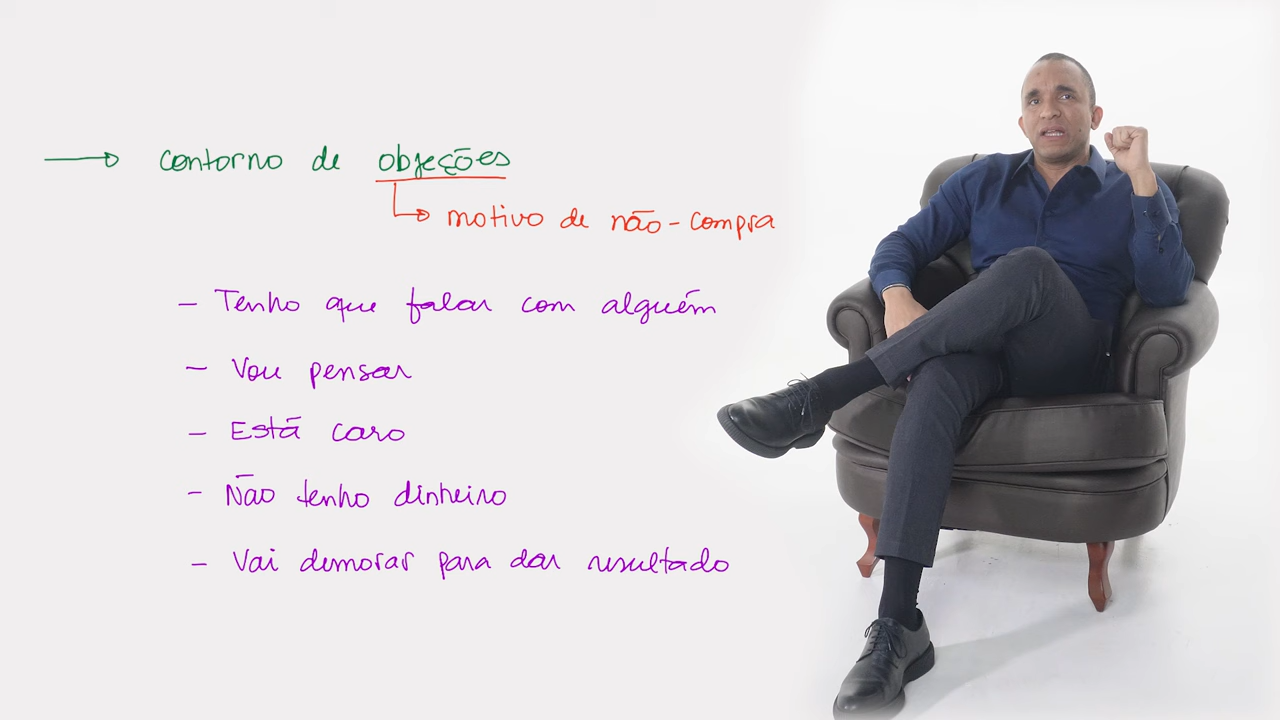 → contorno de objeções
↳ motivo de não-compra
- Tenho que falar com alguém
- Vou pensar
- Está caro
- Não tenho dinheiro
- Vai demorar para dar resultado